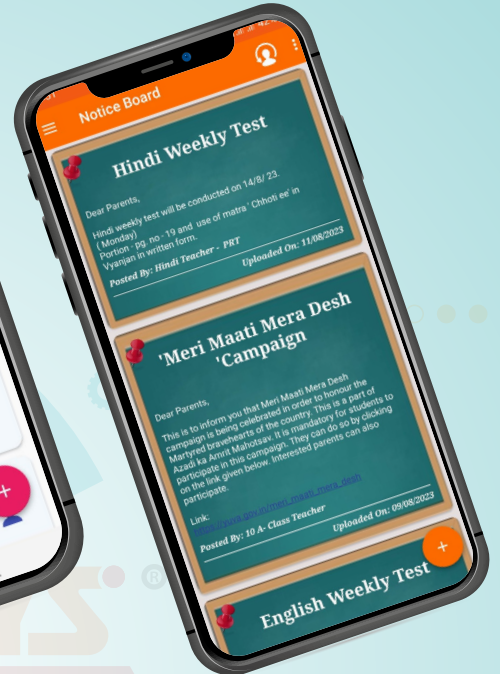 Notice Board
Hindi Weekly Test
Dear Parents,
Hindi weekly test will be conducted on 14/8/ 23.
( Monday)
Portion - pg. no - 19 and use of matra ' Chhoti ee' in
Vyanjan in written form.
Posted By: Hindi Teacher - PRT
Uploaded On: 11/08/2023
'Meri Maati Mera Desh
'Campaign
Dear Parents,
This is to inform you that Meri Maati Mera Desh
campaign is being celebrated in order to honour the
Martyred bravehearts of the country. This is a part of
Azadi ka Amrit Mahotsav. It is mandatory for students to
participate in this campaign. They can do so by clicking
on the link given below. Interested parents can also
participate.
Link:
https://yuva.gov.in/meri_maati_mera_desh
Posted By: 10 A- Class Teacher
Uploaded On: 09/08/2023
+
English Weekly Test
+
®